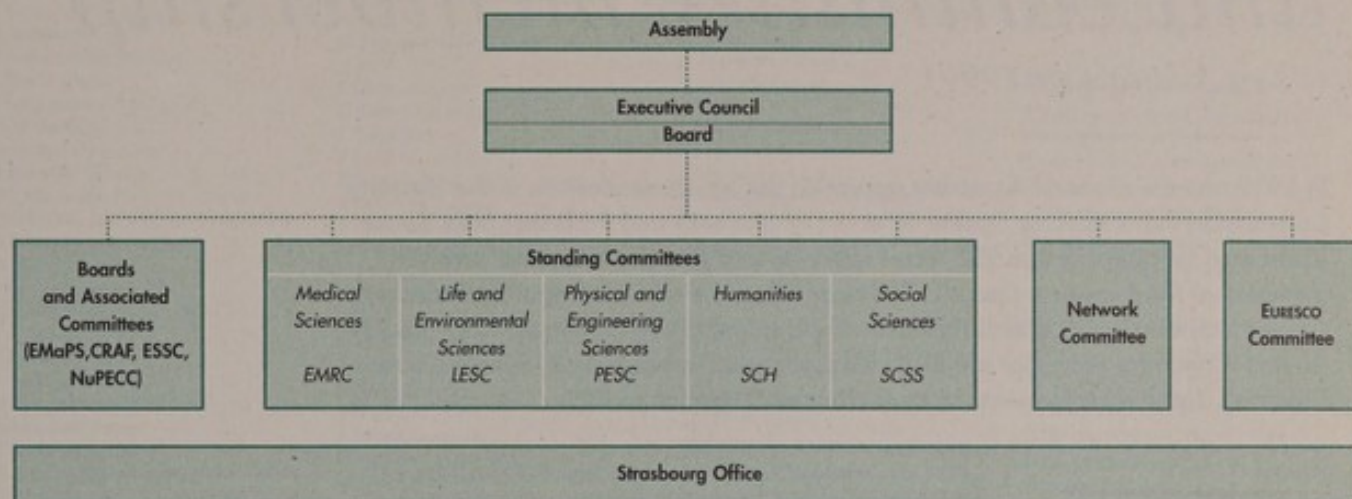 Assembly
Executive Council
Board
Boards
and Associated
Committees
(EMaPS,CRAF, ESSC,
NuPECC)
Standing Committees
Medical
Sciences
EMRC
Life and
Environmental
Sciences
LESC
Physical and
Engineering
Sciences
PESC
Humanities
SCH
Social
Sciences
SCSS
Network
Committee
EURESCO
Committee
Strasbourg Office